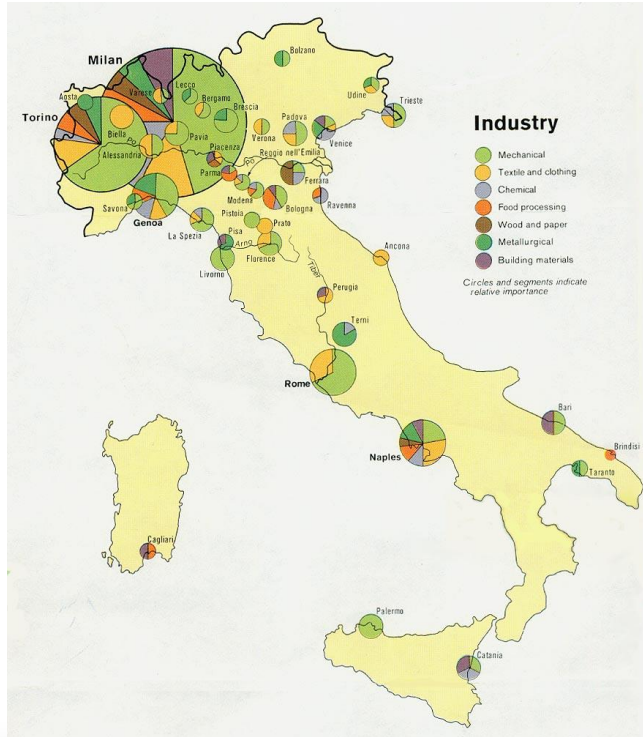 Bolzano
Milan
Lecco
Varese
Aosta
Bergamo
Udine
Brescia
Trieste
Torino
Padova
Biella
Pavia
Verona
Venice
Alessandria
Piacenza
Reggio nell'Emilia
Parma
Ferrara
Savona
Modena
Ravenna
Genoa
Bologna
Pistoia
Prato
La Spezia
Pisa
Arno
Florence
Ancona
Livorno
Tiber
Perugia
Terni
Rome
Bari
Naples
Brindisi
Taranto
Cagliari
Palermo
Catania
Industry
Mechanical
Textile and clothing
Chemical
Food processing
Wood and paper
Metallurgical
Building materials
Circles and segments indicate
relative importance